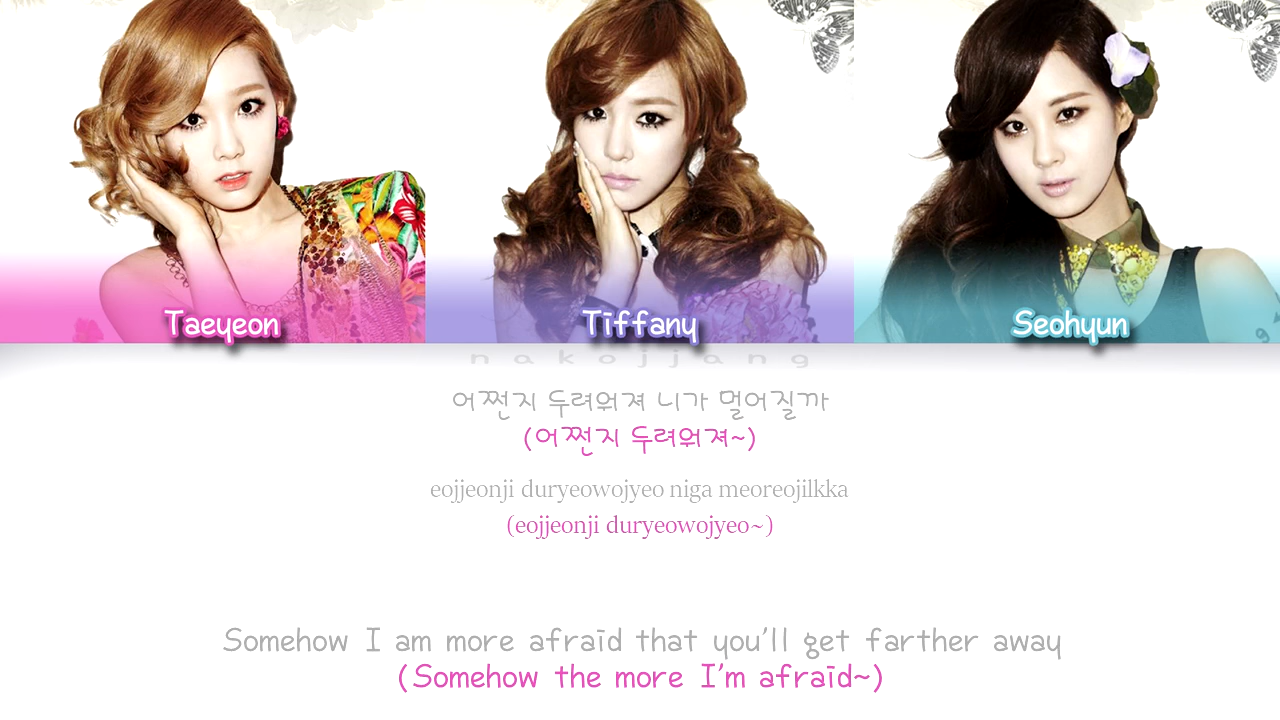 Taeyeon
Tiffany
Seohyun
nakojjang
어쩐지 두려워져 니가 멀어질까
(어쩐지 두려워져~)
eojjeonji duryeowojyeo niga meoreojilkka
(eojjeonji duryeowojyeo~)
Somehow I am more afraid that you'll get farther away
(Somehow the more I'm afraid~)